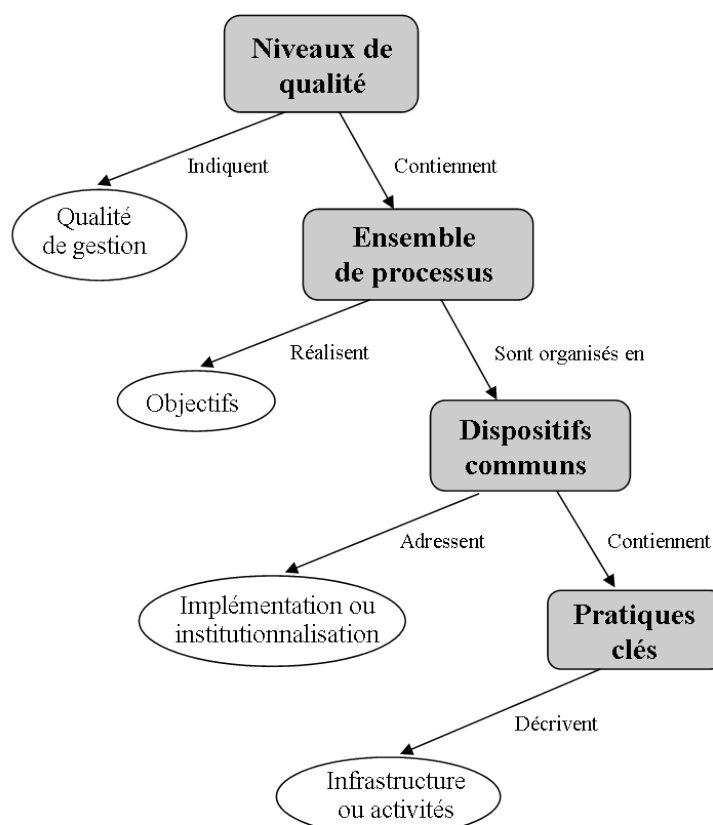 Niveaux de
qualité
Indiquent
Contiennent
Qualité
de gestion
Ensemble
de processus
Réalisent
Sont organisés en
Objectifs
Dispositifs
communs
Adressent
Contiennent
Implémentation ou
institutionnalisation
Pratiques
clés
Décrivent
Infrastructure
ou activités